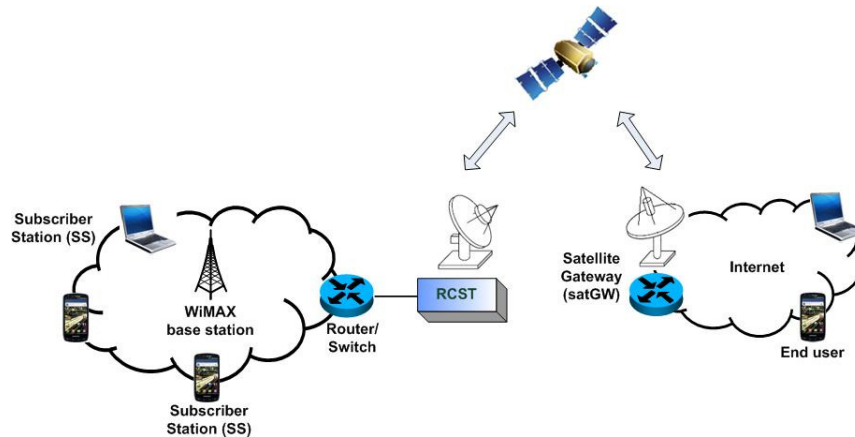 Subscriber
Station (SS)
WiMAX
base station
Router/
Switch
Subscriber
Station (SS)
RCST
Satellite
Gateway
(satGW)
Internet
End user